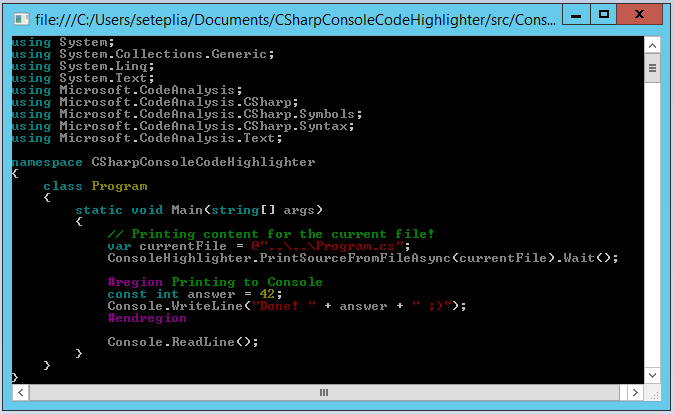 file:///C:/Users/seteplia/Documents/CSharpConsoleCodeHighlighter/src/Cons...
using System;
using System.Collections.Generic;
using System.Linq;
using System.Text;
using Microsoft.CodeAnalysis;
using Microsoft.CodeAnalysis.CSharp;
using Microsoft.CodeAnalysis.CSharp.Symbols;
using Microsoft.CodeAnalysis.CSharp.Syntax;
using Microsoft.CodeAnalysis.Text;
namespace CSharpConsoleCodeHighlighter
{
    class Program
    {
        static void Main(string[] args)
        {
            // Printing content for the current file!
            var currentFile = @"..\..\Program.cs";
            ConsoleHighlighter.PrintSourceFromFileAsync(currentFile).Wait();
            #region Printing to Console
            const int answer = 42;
            Console.WriteLine("Done! " + answer + " ;)");
            #endregion
            Console.ReadLine();
        }
    }
}